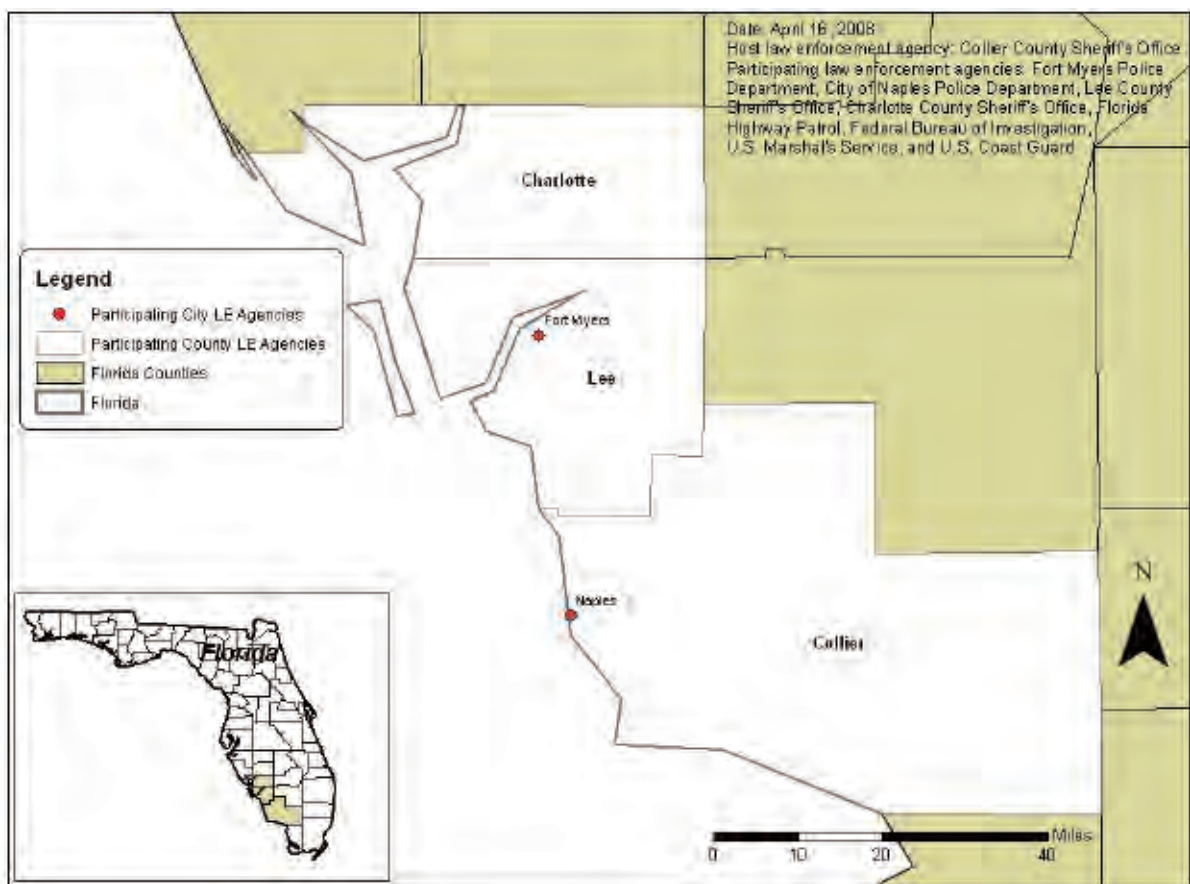 Date: April 16, 2008
Host law enforcement agency: Collier County Sheriff's Office
Participating law enforcement agencies: Fort Myers Police
Department, City of Naples Police Department, Lee County
Sheriff's Office, Charlotte County Sheriff's Office, Florida
Highway Patrol, Federal Bureau of Investigation,
U.S. Marshal's Service, and U.S. Coast Guard
Charlotte
Legend
Participating City LE Agencies
Participating County LE Agencies
Florida Counties
Florida
Fort Myers
Lee
Naples
Collier
N
Florida
Miles
0 10 20 40